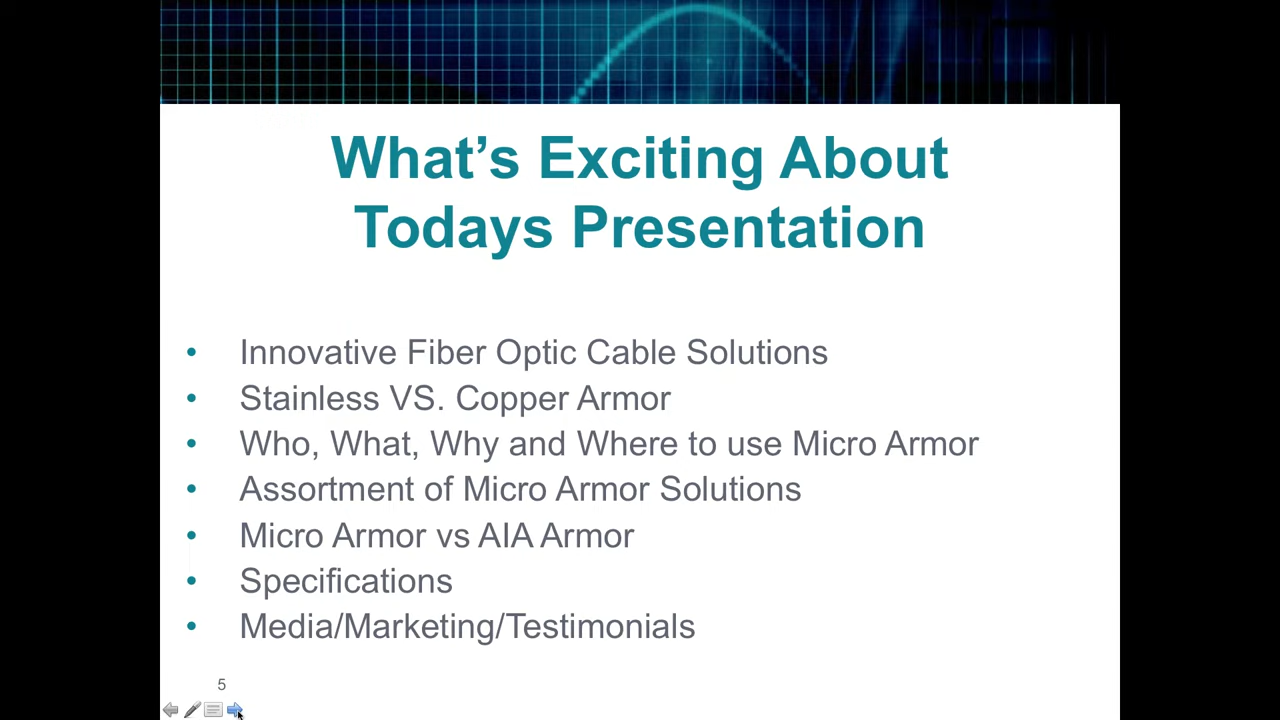 What’s Exciting About
Todays Presentation
• Innovative Fiber Optic Cable Solutions
• Stainless VS. Copper Armor
• Who, What, Why and Where to use Micro Armor
• Assortment of Micro Armor Solutions
• Micro Armor vs AIA Armor
• Specifications
• Media/Marketing/Testimonials
5